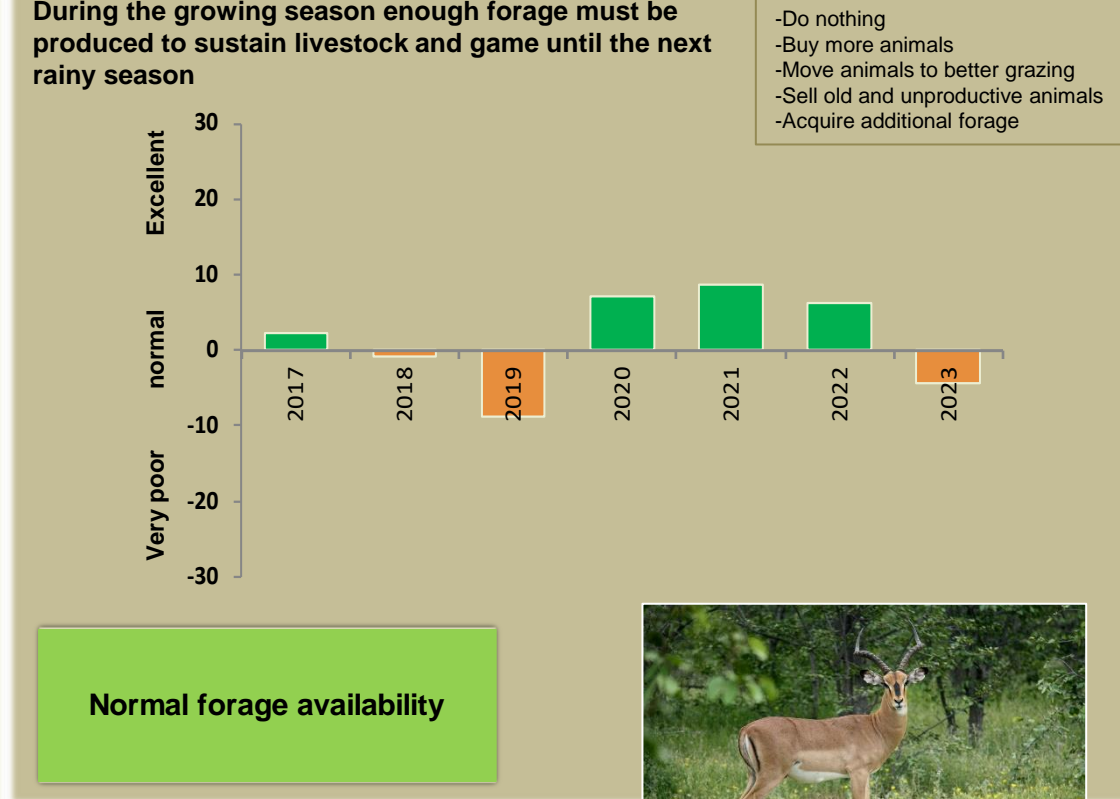 During the growing season enough forage must be
produced to sustain livestock and game until the next
rainy season
-Do nothing
-Buy more animals
-Move animals to better grazing
-Sell old and unproductive animals
-Acquire additional forage
Excellent
normal
Very poor
30
20
10
0
-10
-20
-30
2017
2018
2019
2020
2021
2022
2023
Normal forage availability